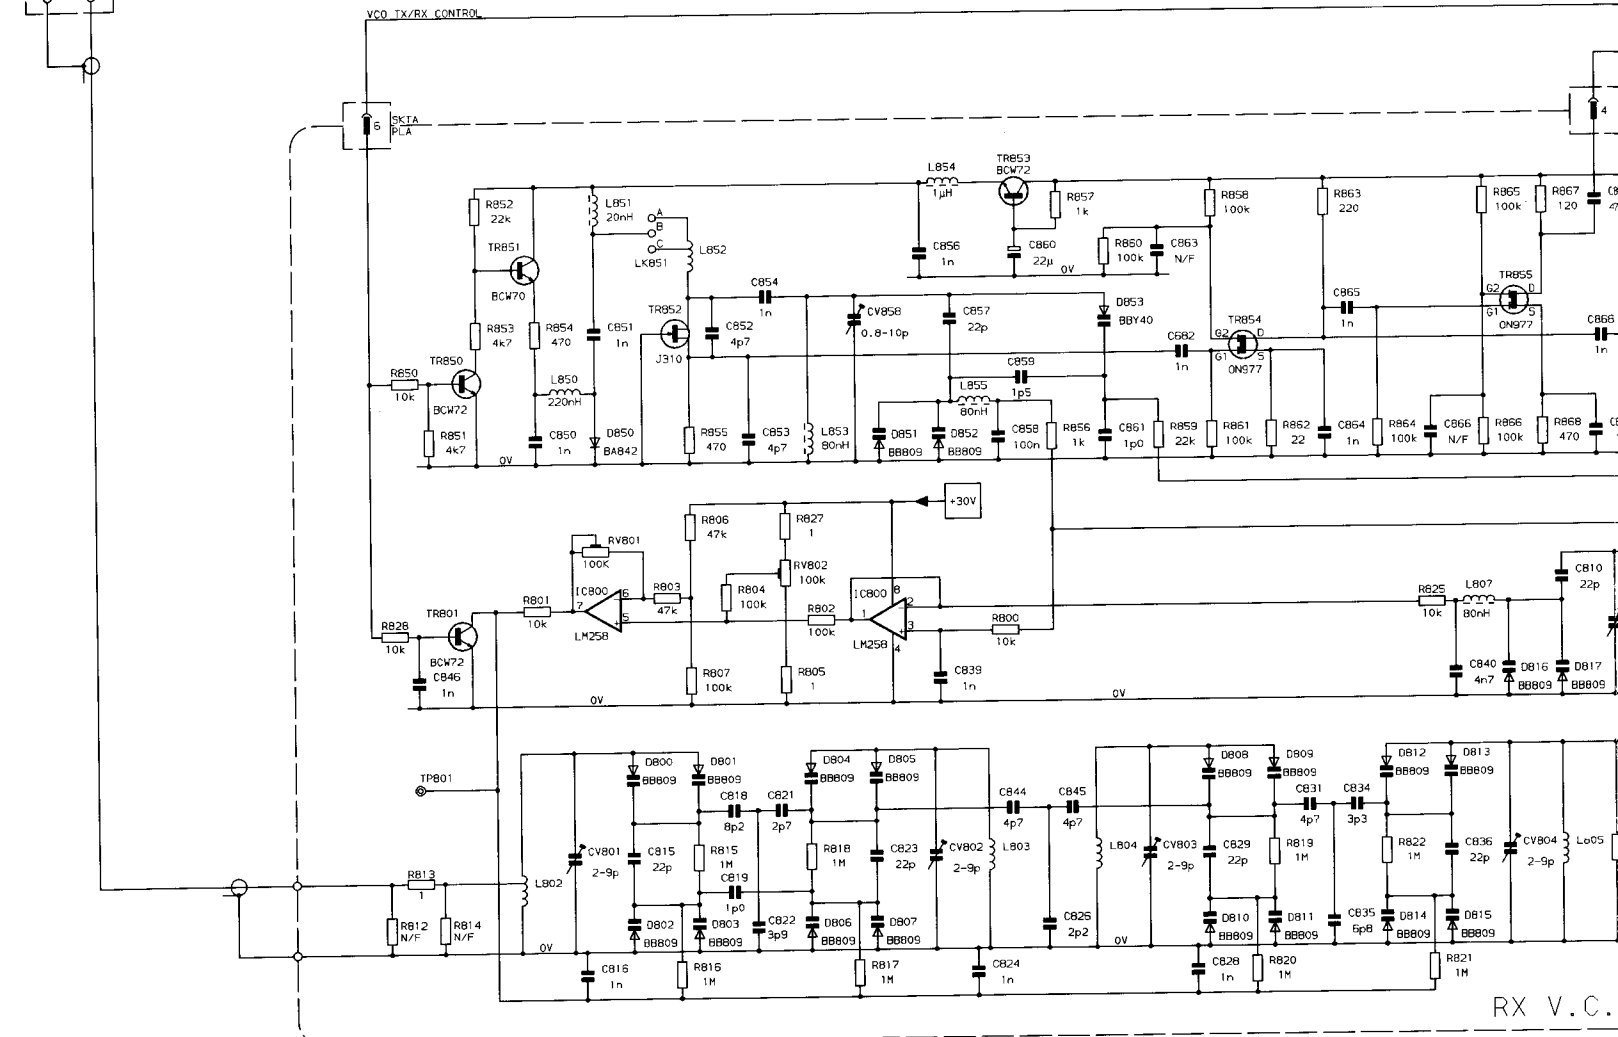 VCO TX/RX CONTROL
6
SKTA
PLA
4
TR853
BCW72
L854
1µH
R852
22k
L851
20nH
A
B
C
LK851
L852
R857
1k
R858
100k
R863
220
R865
100k
R867
120
TR851
BCW70
C856
1n
C860
22µ
0V
R860
100k
C863
N/F
C854
1n
TR855
G2 D
G1 S
ON977
R853
4k7
R854
470
C851
1n
TR852
J310
C852
4p7
CV858
0.8-10p
C857
22p
D853
BBY40
C865
1n
TR854
G2 D
G1 S
ON977
C682
1n
C868
1n
TR850
BCW72
R850
10k
L850
220nH
C859
1p5
L855
80nH
R851
4k7
C850
1n
D850
BA842
0V
R855
470
C853
4p7
L853
80nH
D851
BB809
D852
BB809
C858
100n
R856
1k
C861
1p0
R859
22k
R861
100k
R862
22
C864
1n
R864
100k
C866
N/F
R866
100k
R868
470
+30V
R806
47k
R827
1
RV801
100K
RV802
100k
R804
100k
IC800
7
6
5
LM258
R803
47k
R802
100k
IC800
8
1
2
3
4
LM258
R801
10k
R800
10k
TR801
BCW72
R828
10k
C846
1n
R807
100k
R805
1
C839
1n
0V
0V
R825
10k
L807
80nH
C810
22p
C840
4n7
D816
BB809
D817
BB809
TP801
D800
BB809
D801
BB809
C818
8p2
C821
2p7
D804
BB809
D805
BB809
C844
4p7
C845
4p7
D808
BB809
D809
BB809
C831
4p7
C834
3p3
D812
BB809
D813
BB809
CV801
2-9p
C815
22p
R815
1M
C819
1p0
R818
1M
C823
22p
CV802
2-9p
L803
L804
CV803
2-9p
C829
22p
R819
1M
R822
1M
C836
22p
CV804
2-9p
L805
R813
1
L802
R812
N/F
R814
N/F
0V
D802
BB809
D803
BB809
C822
3p9
D806
BB809
D807
BB809
C826
2p2
0V
D810
BB809
D811
BB809
C835
6p8
D814
BB809
D815
BB809
C816
1n
R816
1M
R817
1M
C824
1n
C828
1n
R820
1M
R821
1M
RX V.C.